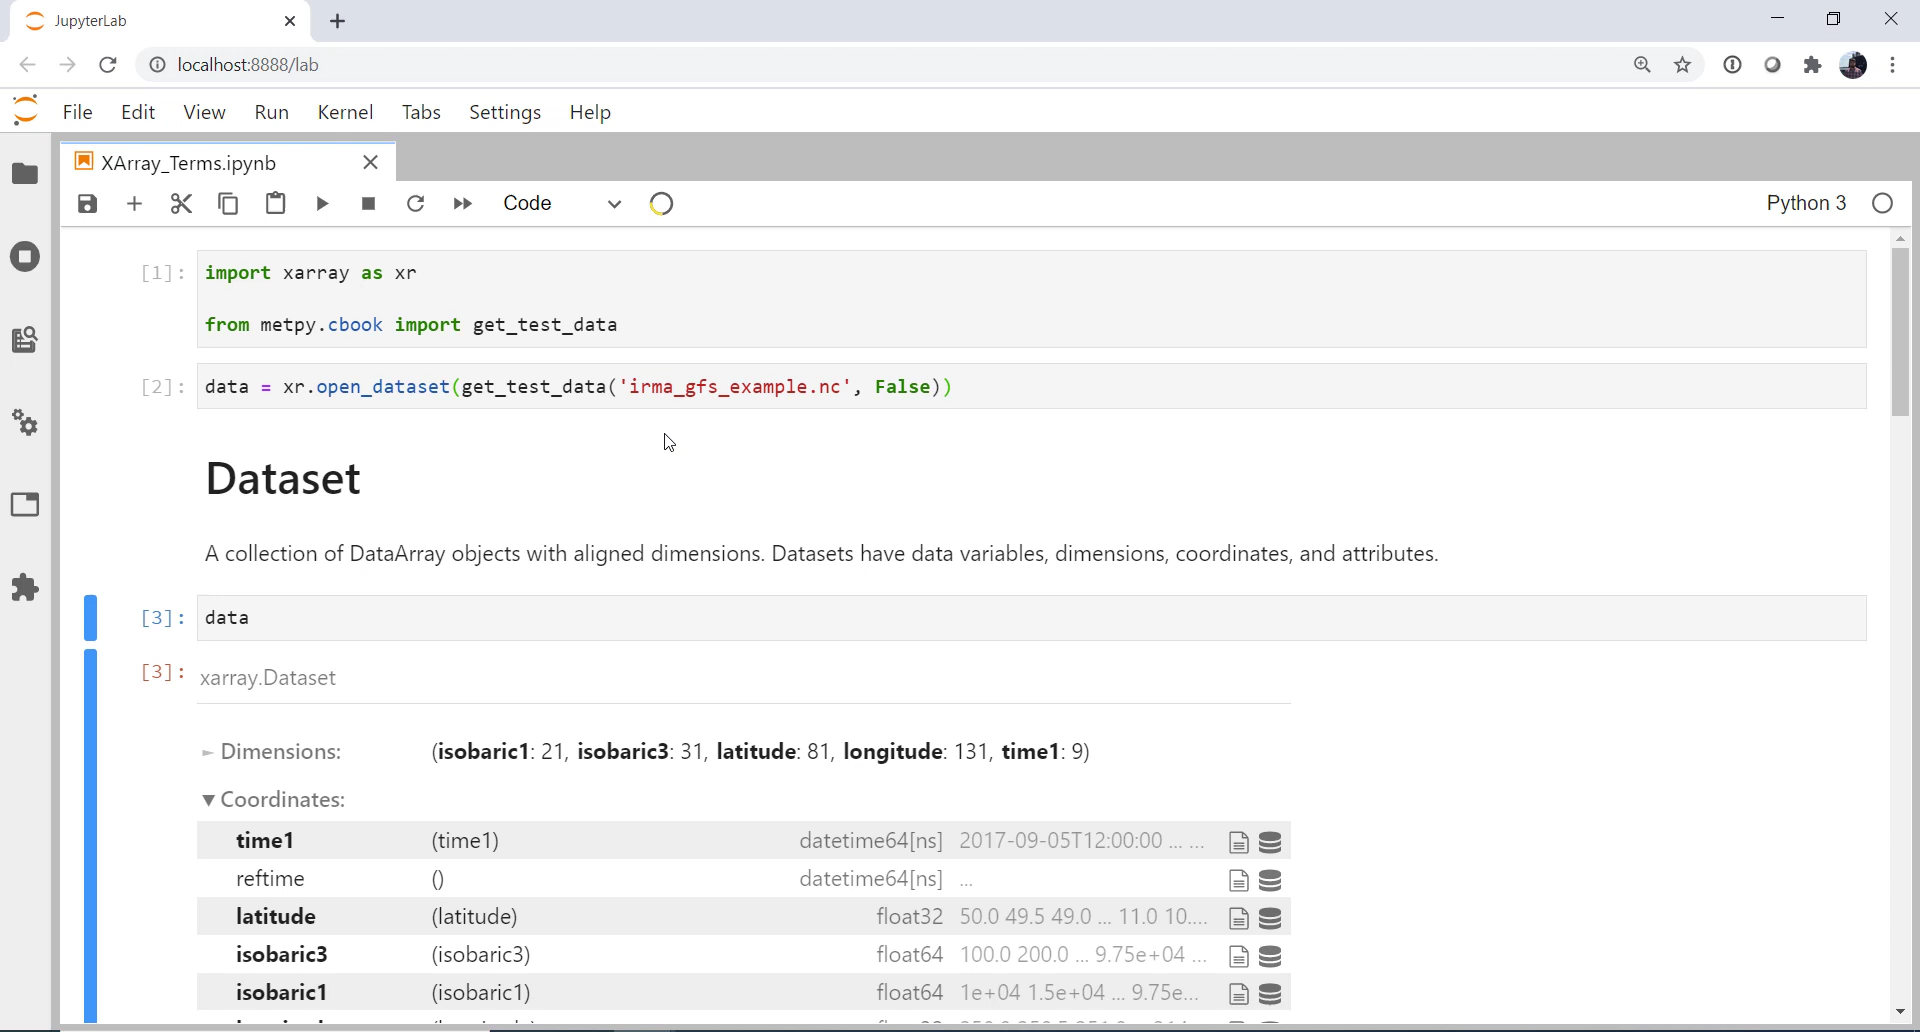 JupyterLab
localhost:8888/lab
File Edit View Run Kernel Tabs Settings Help
XArray_Terms.ipynb
Code Python 3
[1]: import xarray as xr
from metpy.cbook import get_test_data
[2]: data = xr.open_dataset(get_test_data('irma_gfs_example.nc', False))
Dataset
A collection of DataArray objects with aligned dimensions. Datasets have data variables, dimensions, coordinates, and attributes.
[3]: data
[3]: xarray.Dataset
► Dimensions: (isobaric1: 21, isobaric3: 31, latitude: 81, longitude: 131, time1: 9)
▼ Coordinates:
time1 (time1) datetime64[ns] 2017-09-05T12:00:00 ... ...
reftime () datetime64[ns] ...
latitude (latitude) float32 50.0 49.5 49.0 ... 11.0 10....
isobaric3 (isobaric3) float64 100.0 200.0 ... 9.75e+04 ...
isobaric1 (isobaric1) float64 1e+04 1.5e+04 ... 9.75e...